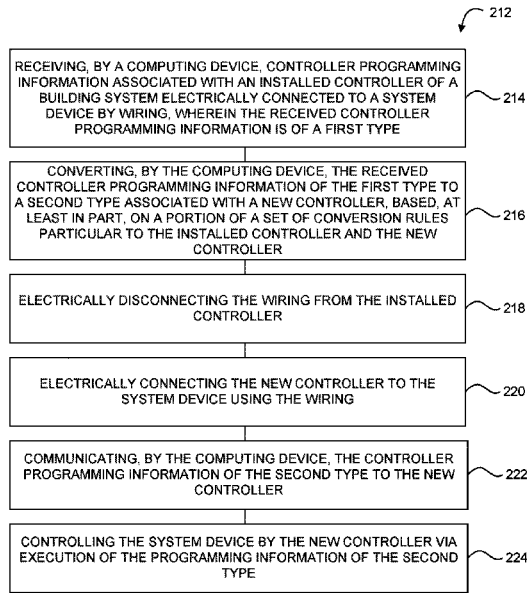 212
RECEIVING, BY A COMPUTING DEVICE, CONTROLLER PROGRAMMING
INFORMATION ASSOCIATED WITH AN INSTALLED CONTROLLER OF A
BUILDING SYSTEM ELECTRICALLY CONNECTED TO A SYSTEM
DEVICE BY WIRING, WHEREIN THE RECEIVED CONTROLLER
PROGRAMMING INFORMATION IS OF A FIRST TYPE
214
CONVERTING, BY THE COMPUTING DEVICE, THE RECEIVED
CONTROLLER PROGRAMMING INFORMATION OF THE FIRST TYPE TO
A SECOND TYPE ASSOCIATED WITH A NEW CONTROLLER, BASED, AT
LEAST IN PART, ON A PORTION OF A SET OF CONVERSION RULES
PARTICULAR TO THE INSTALLED CONTROLLER AND THE NEW
CONTROLLER
216
ELECTRICALLY DISCONNECTING THE WIRING FROM THE INSTALLED
CONTROLLER
218
ELECTRICALLY CONNECTING THE NEW CONTROLLER TO THE
SYSTEM DEVICE USING THE WIRING
220
COMMUNICATING, BY THE COMPUTING DEVICE, THE CONTROLLER
PROGRAMMING INFORMATION OF THE SECOND TYPE TO THE NEW
CONTROLLER
222
CONTROLLING THE SYSTEM DEVICE BY THE NEW CONTROLLER VIA
EXECUTION OF THE PROGRAMMING INFORMATION OF THE SECOND
TYPE
224